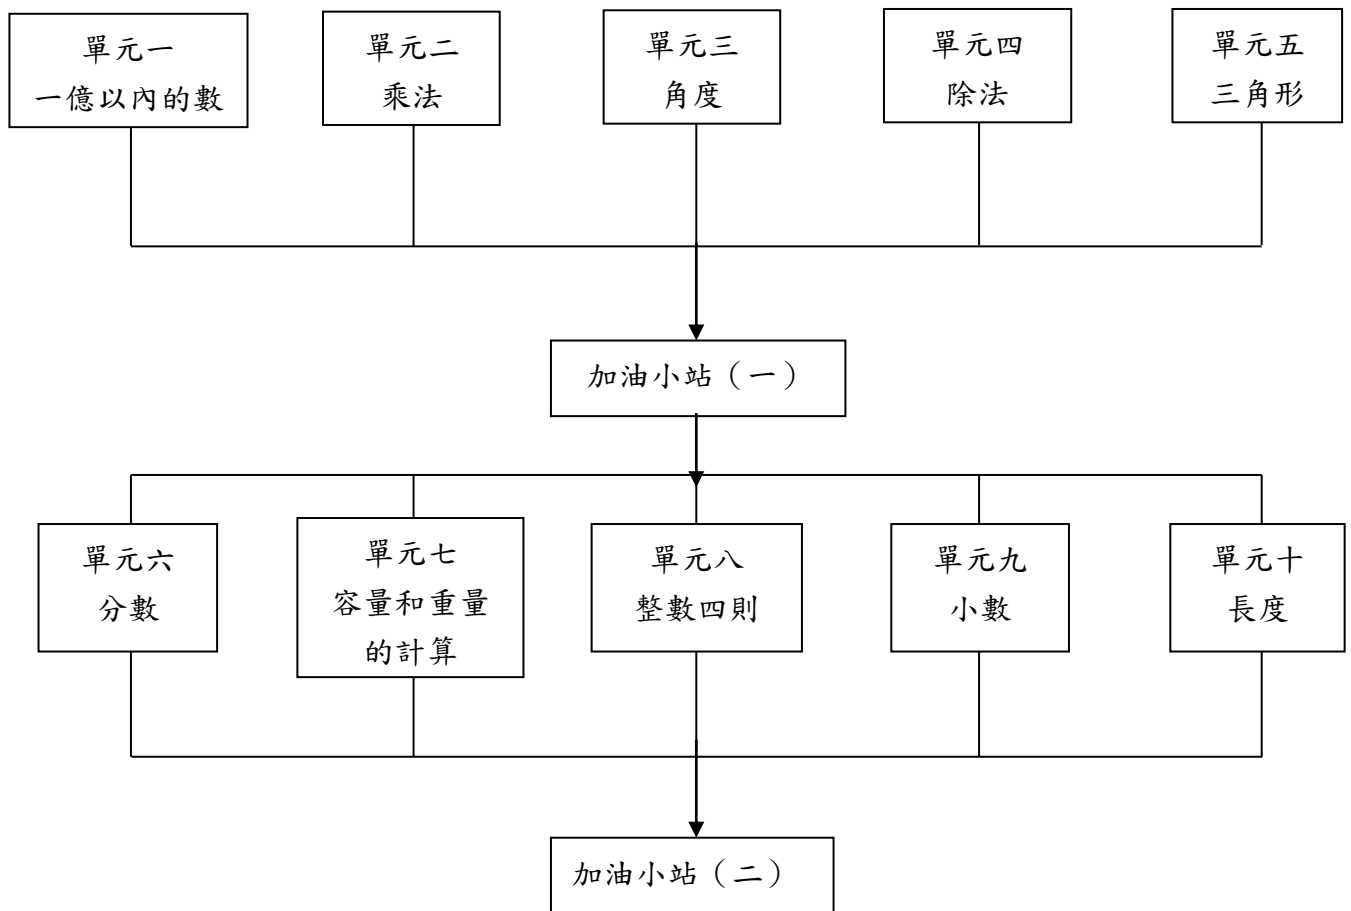 單元一
一億以內的數
單元二
乘法
單元三
角度
單元四
除法
單元五
三角形
加油小站（一）
單元六
分數
單元七
容量和重量
的計算
單元八
整數四則
單元九
小數
單元十
長度
加油小站（二）